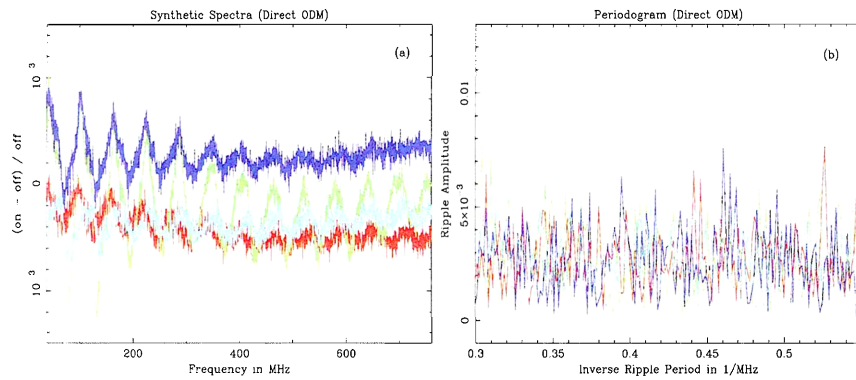 Synthetic Spectra (Direct ODM)
(a)
10 3
0
10 3
(on - off) / off
200
400
600
Frequency in MHz
Periodogram (Direct ODM)
(b)
0.01
5×10 3
0
Ripple Amplitude
0.3
0.35
0.4
0.45
0.5
Inverse Ripple Period in 1/MHz